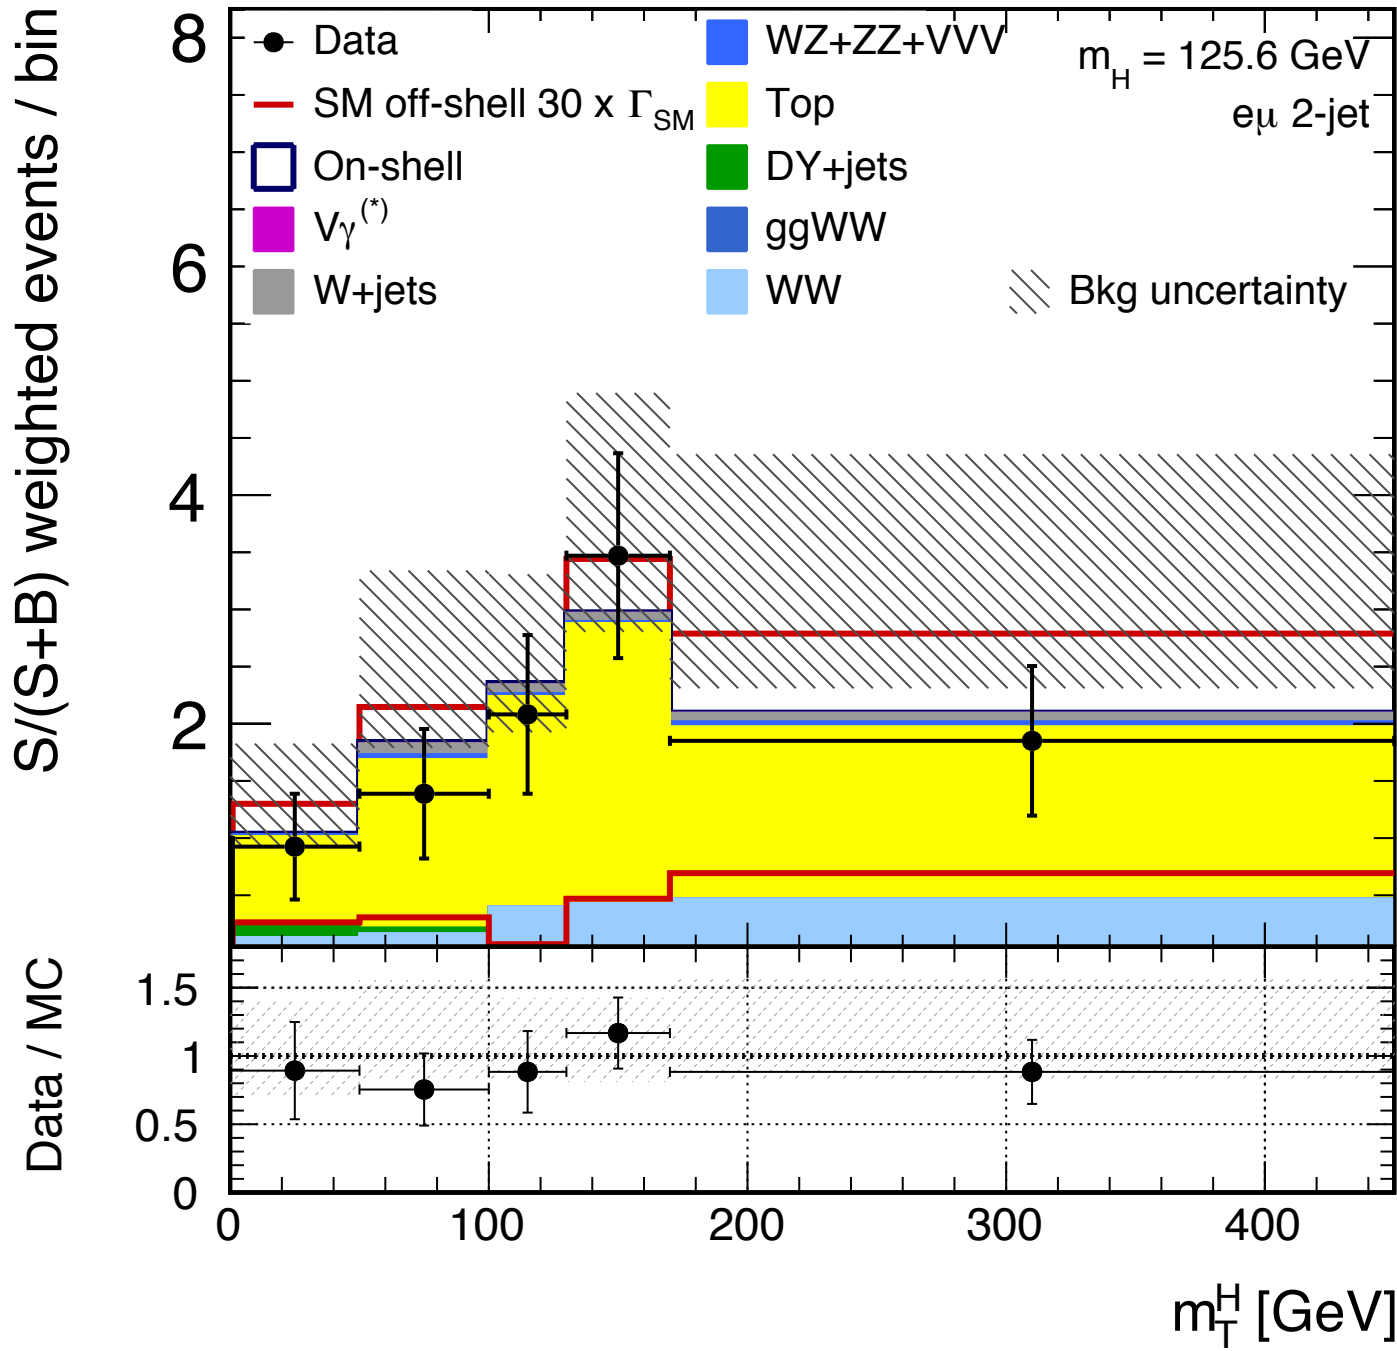 S/(S+B) weighted events / bin
8
6
4
2
Data
SM off-shell 30 x Γ_SM
On-shell
Vγ^(*)
W+jets
WZ+ZZ+VVV
Top
DY+jets
ggWW
WW
m_H = 125.6 GeV
eμ 2-jet
Bkg uncertainty
Data / MC
1.5
1
0.5
0
0 100 200 300 400
m_T^H [GeV]